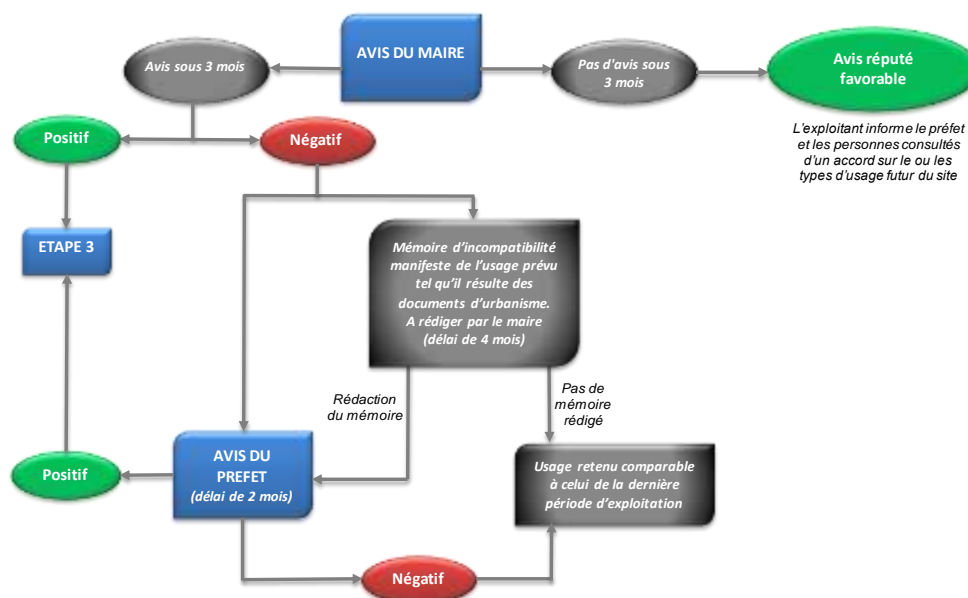 AVIS DU MAIRE
Avis sous 3 mois
Pas d'avis sous
3 mois
Avis réputé
favorable
L'exploitant informe le préfet
et les personnes consultés
d'un accord sur le ou les
types d'usage futur du site
Positif
Négatif
ETAPE 3
Mémoire d'incompatibilité
manifeste de l'usage prévu
tel qu'il résulte des
documents d'urbanisme.
A rédiger par le maire
(délai de 4 mois)
Rédaction
du mémoire
Pas de
mémoire
rédigé
Positif
AVIS DU
PREFET
(délai de 2 mois)
Usage retenu comparable
à celui de la dernière
période d'exploitation
Négatif